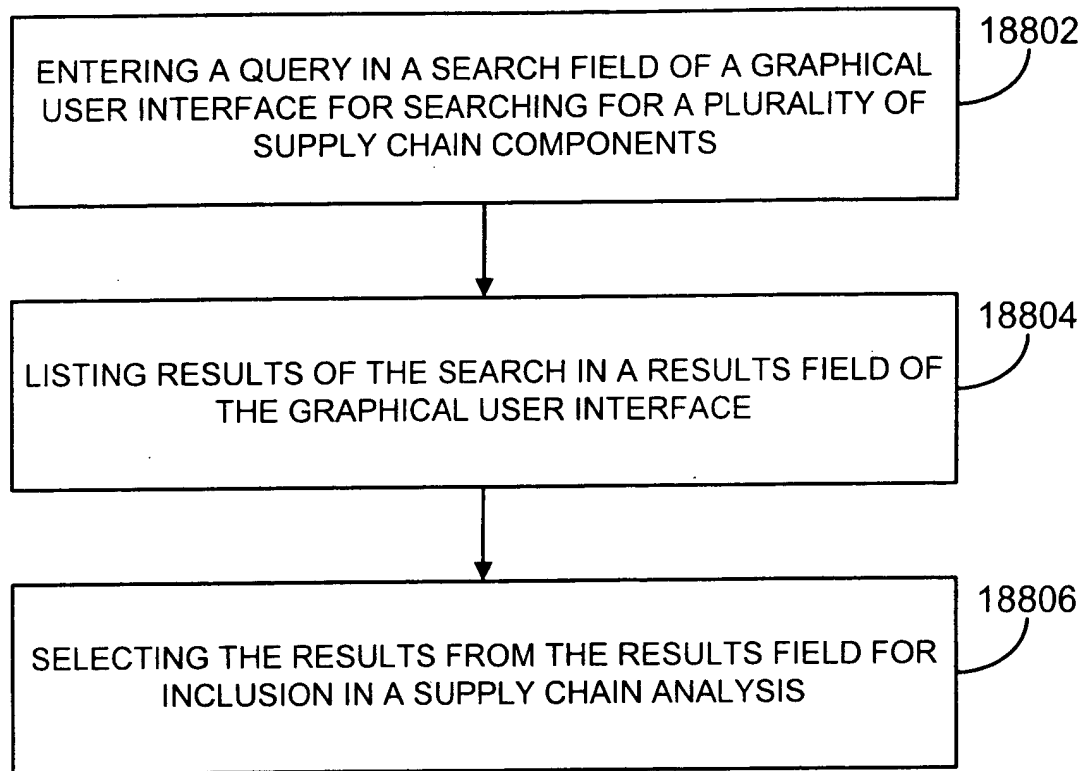 18802
ENTERING A QUERY IN A SEARCH FIELD OF A GRAPHICAL
USER INTERFACE FOR SEARCHING FOR A PLURALITY OF
SUPPLY CHAIN COMPONENTS
18804
LISTING RESULTS OF THE SEARCH IN A RESULTS FIELD OF
THE GRAPHICAL USER INTERFACE
18806
SELECTING THE RESULTS FROM THE RESULTS FIELD FOR
INCLUSION IN A SUPPLY CHAIN ANALYSIS